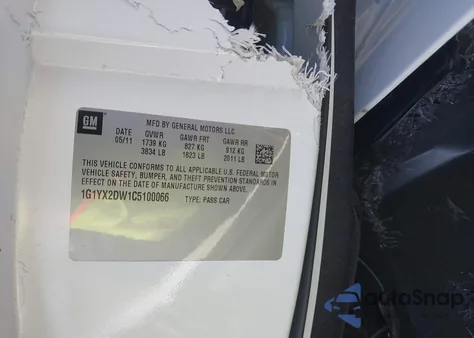 GM
MFD BY GENERAL MOTORS LLC
DATE GVWR GAWR FRT GAWR RR
05/11 1739 KG 827 KG 912 KG
3834 LB 1823 LB 2011 LB
THIS VEHICLE CONFORMS TO ALL APPLICABLE U.S. FEDERAL MOTOR
VEHICLE SAFETY, BUMPER, AND THEFT PREVENTION STANDARDS IN
EFFECT ON THE DATE OF MANUFACTURE SHOWN ABOVE.
1G1YX2DW1C5100066 TYPE: PASS CAR
autoSnap